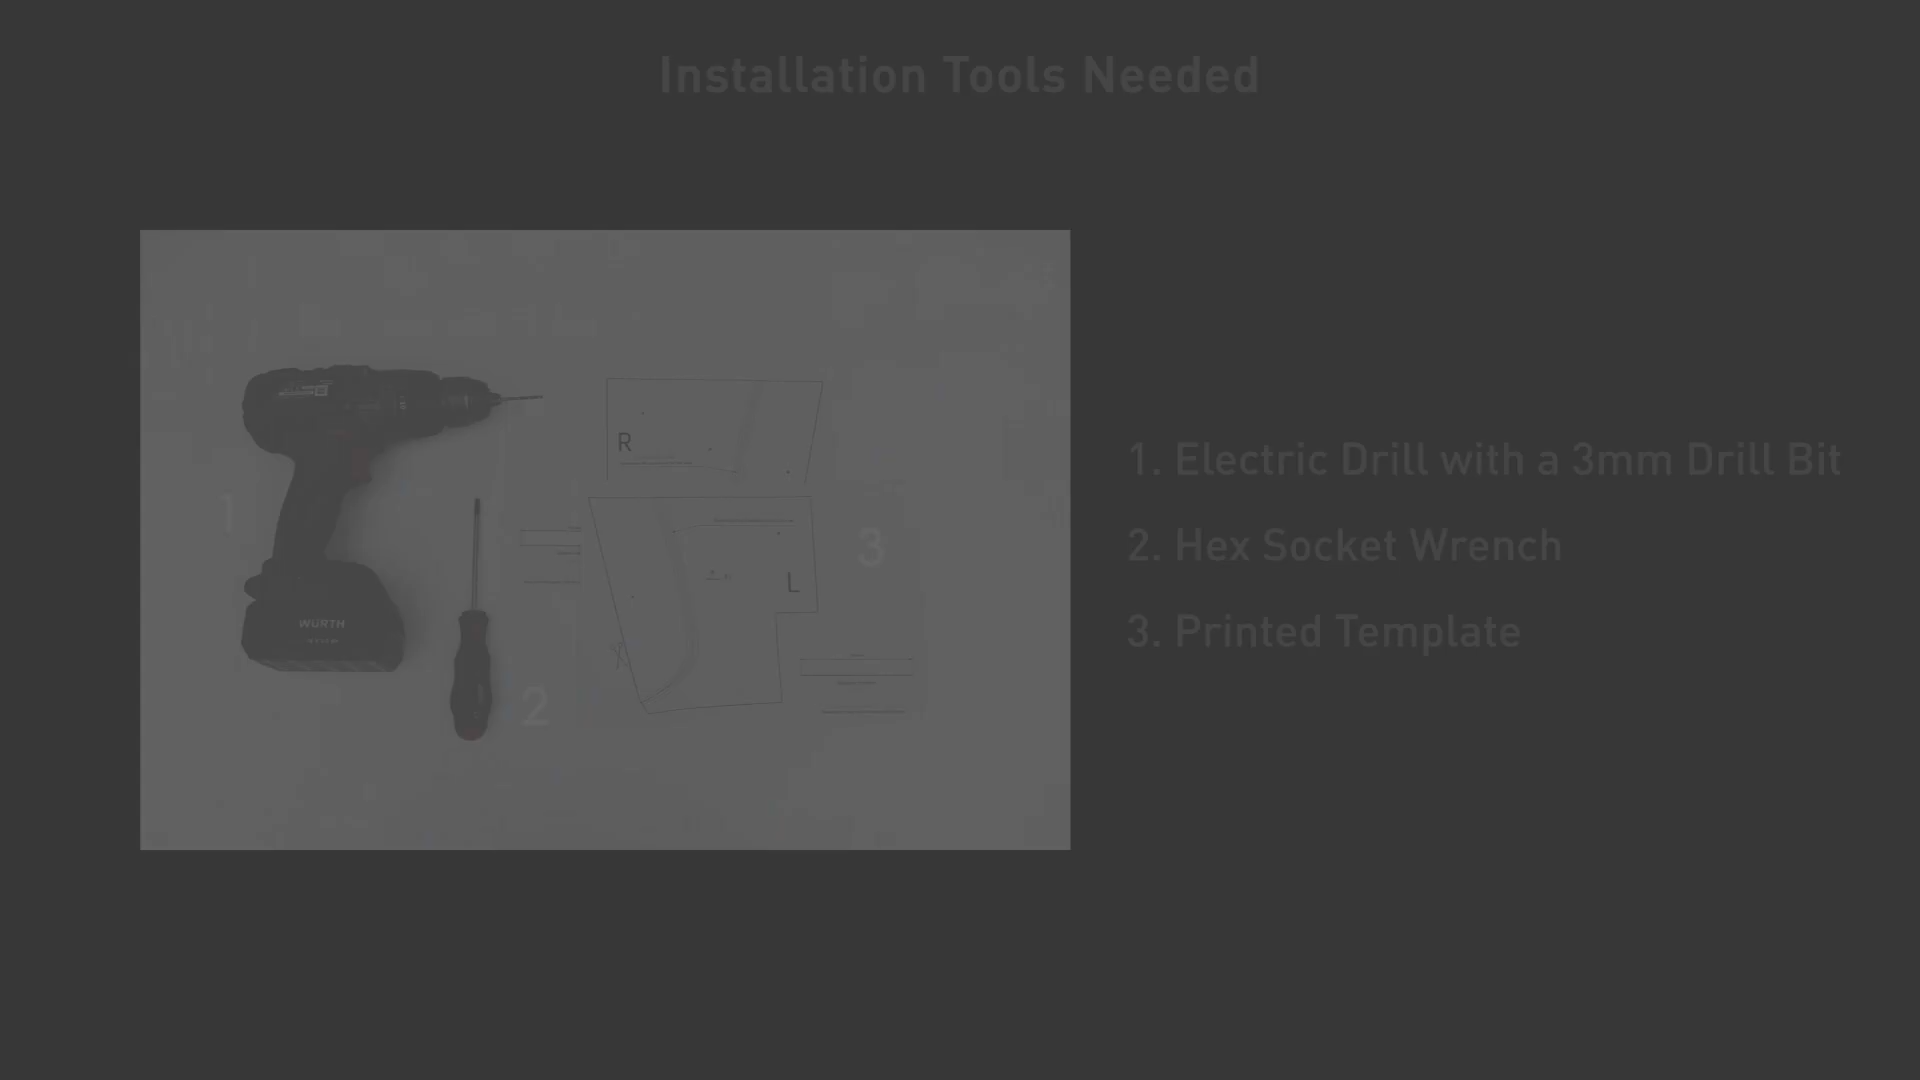 Installation Tools Needed
R
1
WÜRTH
L
3
2
1. Electric Drill with a 3mm Drill Bit
2. Hex Socket Wrench
3. Printed Template